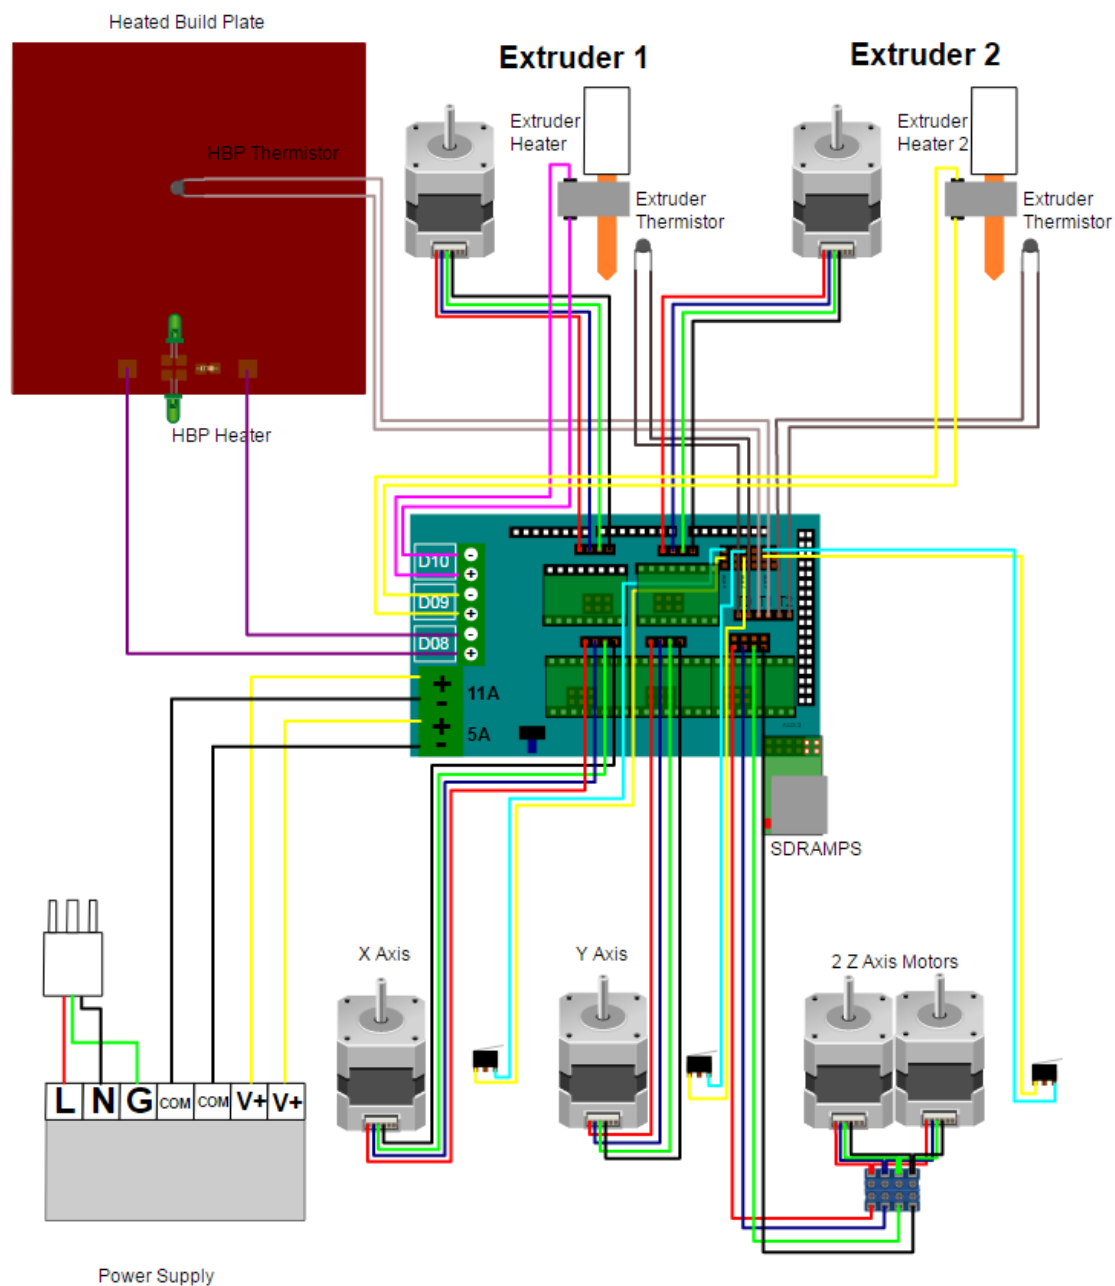 Heated Build Plate
Extruder 1
Extruder 2
Extruder
Heater
Extruder
Heater 2
HBP Thermistor
Extruder
Thermistor
Extruder
Thermistor
HBP Heater
D10
-
+
D09
-
+
D08
-
+
+
-
11A
+
-
5A
SDRAMPS
X Axis
Y Axis
2 Z Axis Motors
L N G COM COM V+ V+
Power Supply